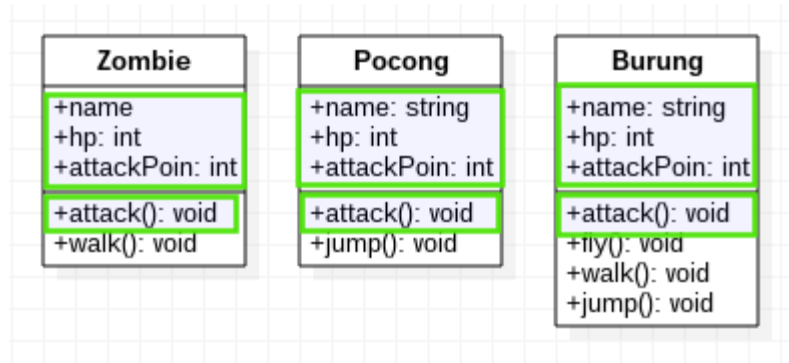 Zombie
+name
+hp: int
+attackPoin: int
+attack(): void
+walk(): void
Pocong
+name: string
+hp: int
+attackPoin: int
+attack(): void
+jump(): void
Burung
+name: string
+hp: int
+attackPoin: int
+attack(): void
+fly(): void
+walk(): void
+jump(): void